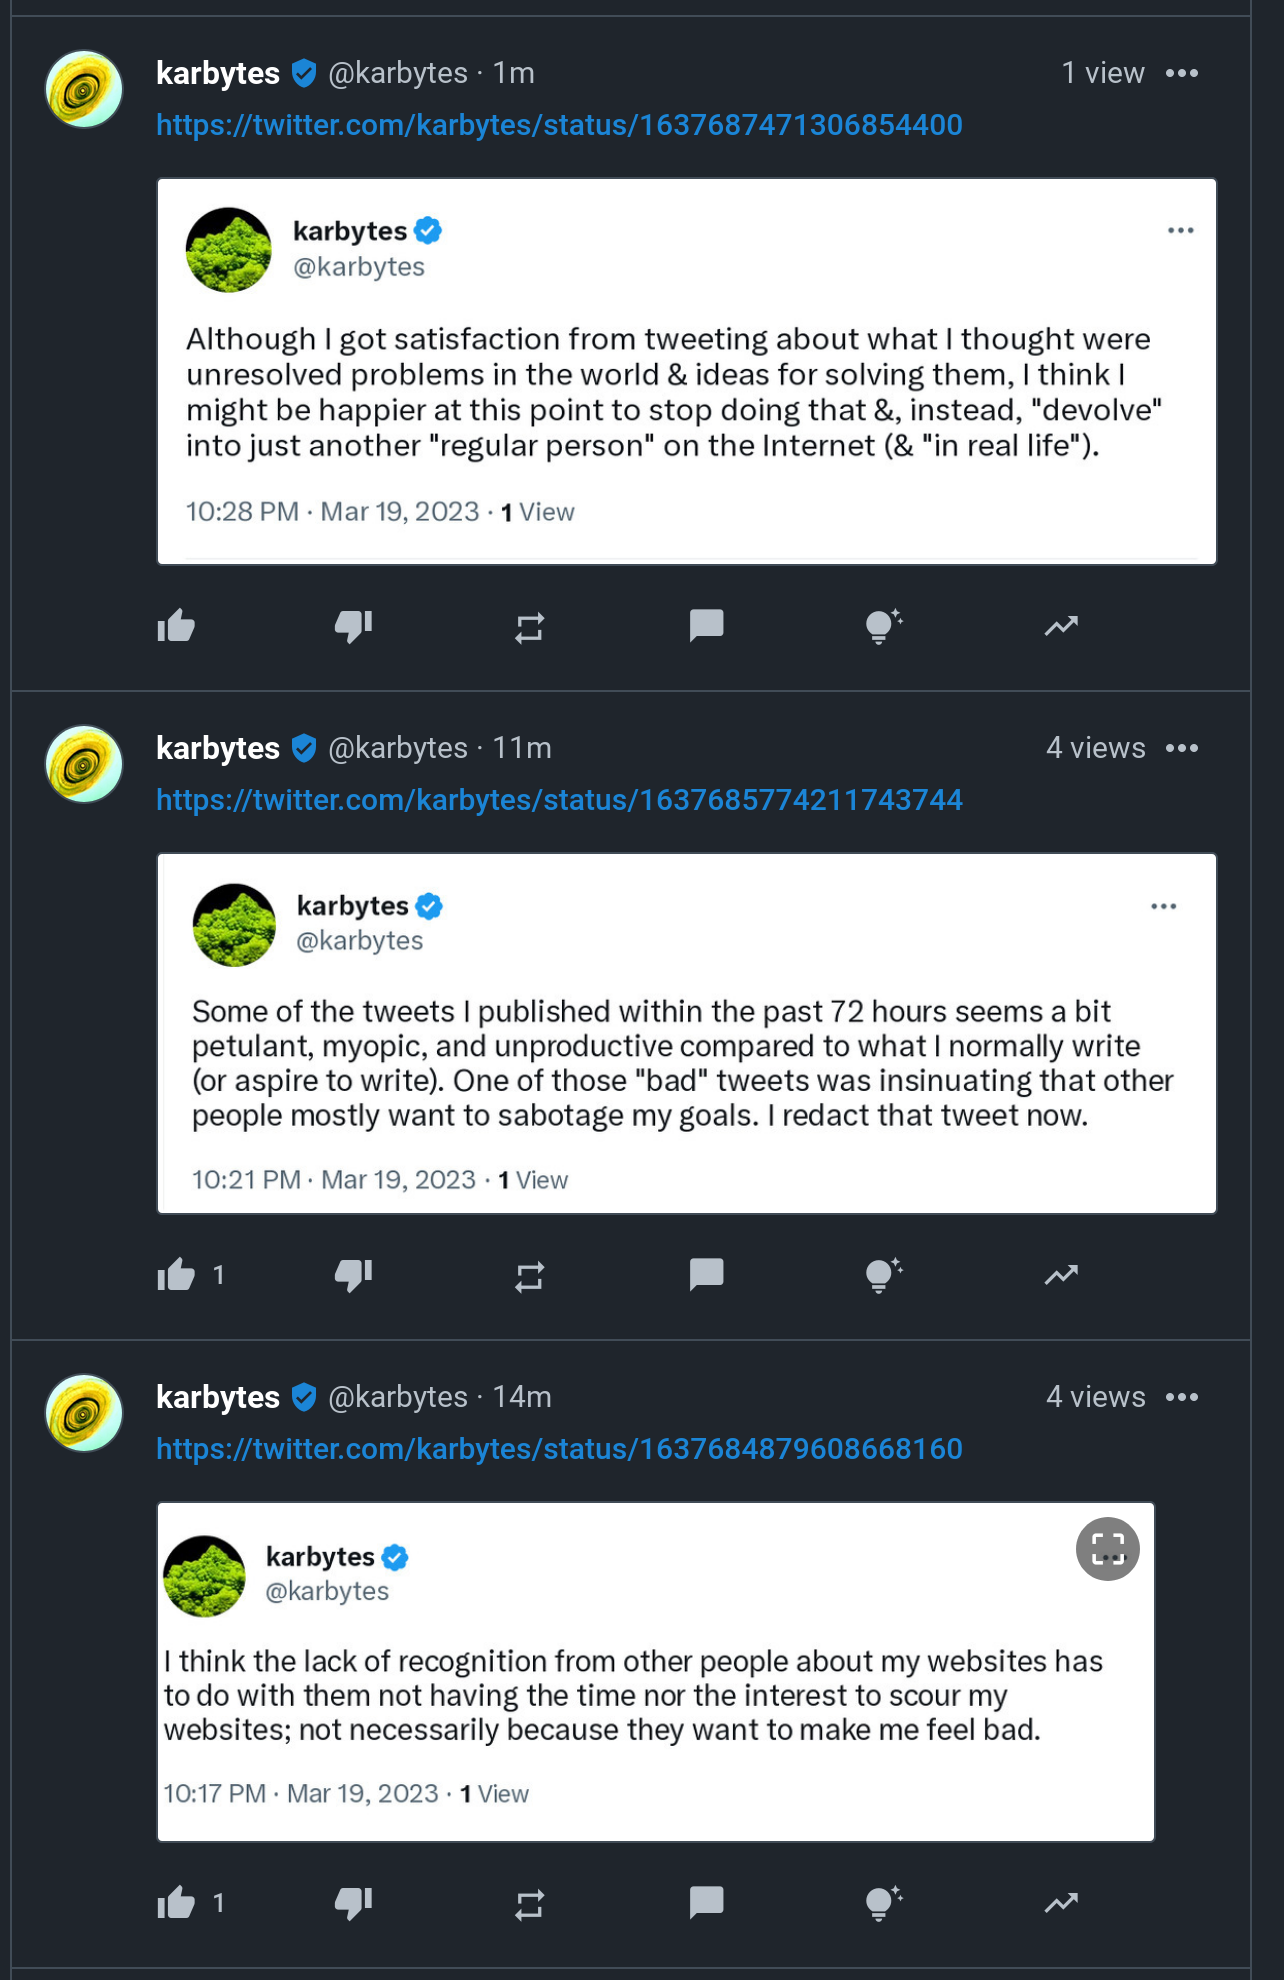 karbytes @karbytes · 1m 1 view
https://twitter.com/karbytes/status/1637687471306854400
karbytes
@karbytes
Although I got satisfaction from tweeting about what I thought were
unresolved problems in the world & ideas for solving them, I think I
might be happier at this point to stop doing that &, instead, "devolve"
into just another "regular person" on the Internet (& "in real life").
10:28 PM · Mar 19, 2023 · 1 View
karbytes @karbytes · 11m 4 views
https://twitter.com/karbytes/status/1637685774211743744
karbytes
@karbytes
Some of the tweets I published within the past 72 hours seems a bit
petulant, myopic, and unproductive compared to what I normally write
(or aspire to write). One of those "bad" tweets was insinuating that other
people mostly want to sabotage my goals. I redact that tweet now.
10:21 PM · Mar 19, 2023 · 1 View
1
karbytes @karbytes · 14m 4 views
https://twitter.com/karbytes/status/1637684879608668160
karbytes
@karbytes
I think the lack of recognition from other people about my websites has
to do with them not having the time nor the interest to scour my
websites; not necessarily because they want to make me feel bad.
10:17 PM · Mar 19, 2023 · 1 View
1